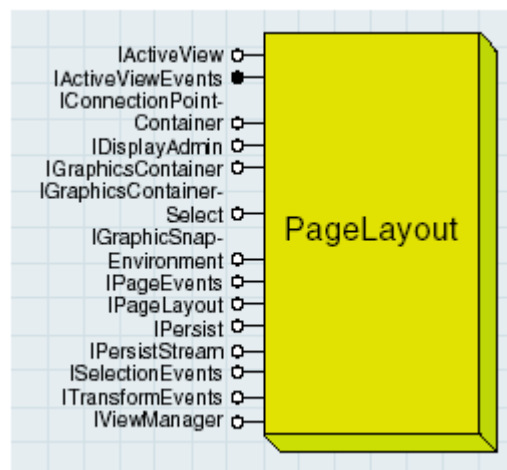 IActiveView
IActiveViewEvents
IConnectionPoint-
Container
IDisplayAdmin
IGraphicsContainer
IGraphicsContainer-
Select
IGraphicSnap-
Environment
IPageEvents
IPageLayout
IPersist
IPersistStream
ISelectionEvents
ITransformEvents
IViewManager
PageLayout